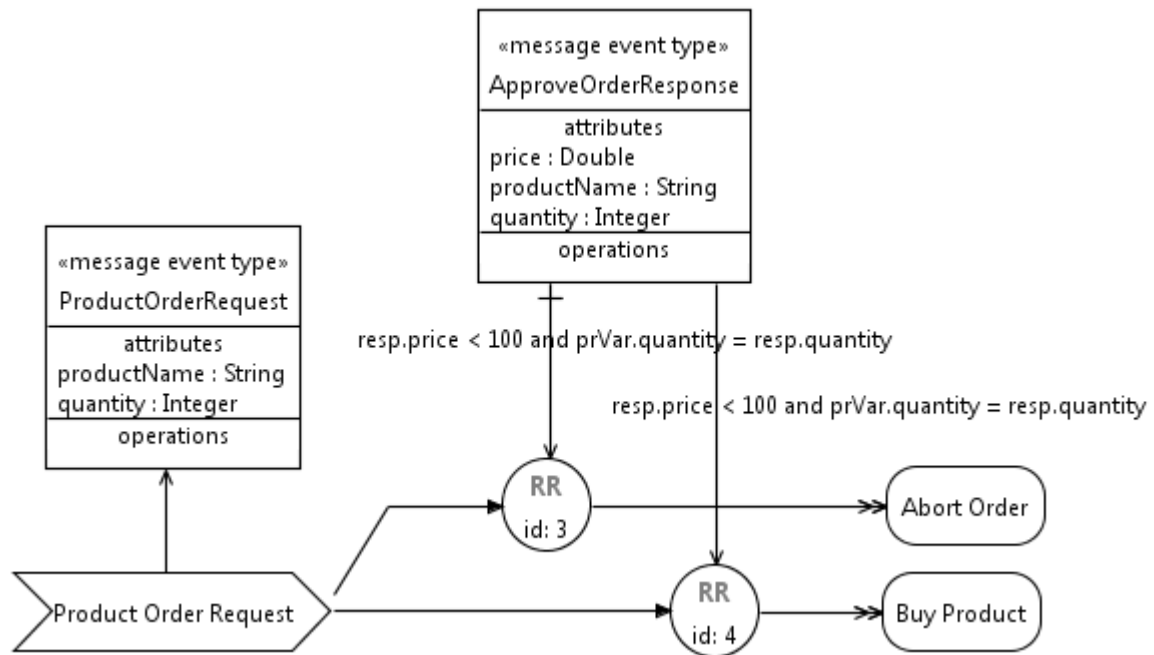 «message event type»
ApproveOrderResponse
attributes
price : Double
productName : String
quantity : Integer
operations
«message event type»
ProductOrderRequest
attributes
productName : String
quantity : Integer
operations
resp.price < 100 and prVar.quantity = resp.quantity
resp.price < 100 and prVar.quantity = resp.quantity
RR
id: 3
Abort Order
Product Order Request
RR
id: 4
Buy Product